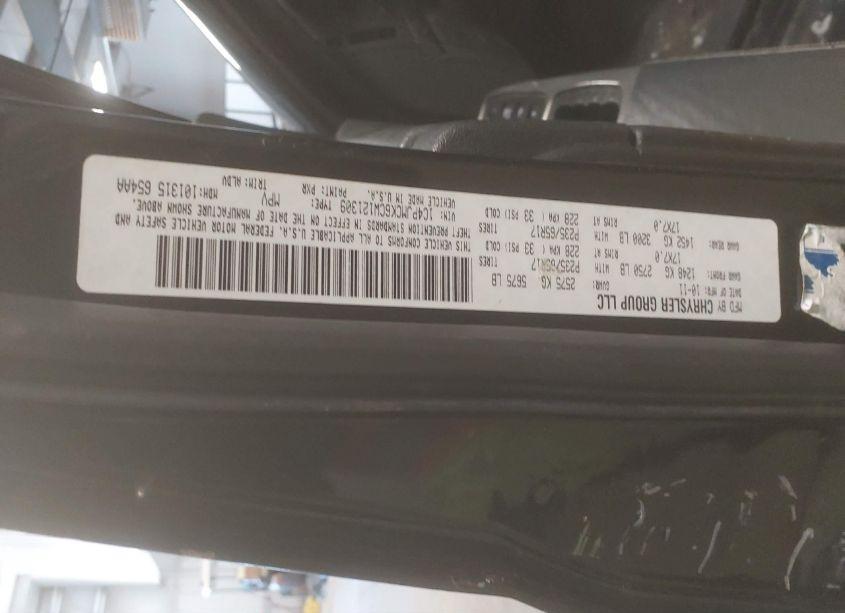 MFD BY CHRYSLER GROUP LLC
DATE OF MFR: 10-11 GVWR: 2575 KG 5675 LB
GAWR FRONT: WITH TIRES
1248 KG 2750 LB P235/65R17
RIMS AT
17X7.0 228 KPA ( 33 PSI) COLD
GAWR REAR: WITH TIRES
1452 KG 3200 LB P235/65R17
RIMS AT
17X7.0 228 KPA ( 33 PSI) COLD
THIS VEHICLE CONFORMS TO ALL APPLICABLE FEDERAL MOTOR VEHICLE SAFETY AND
THEFT PREVENTION STANDARDS IN EFFECT ON THE DATE OF MANUFACTURE SHOWN ABOVE.
VIN: 1C4PJMCK6CW121309 TYPE: MPV MDH: 101315 654AA
VEHICLE MADE IN U.S.A. PAINT: PXR TRIM: ALDV